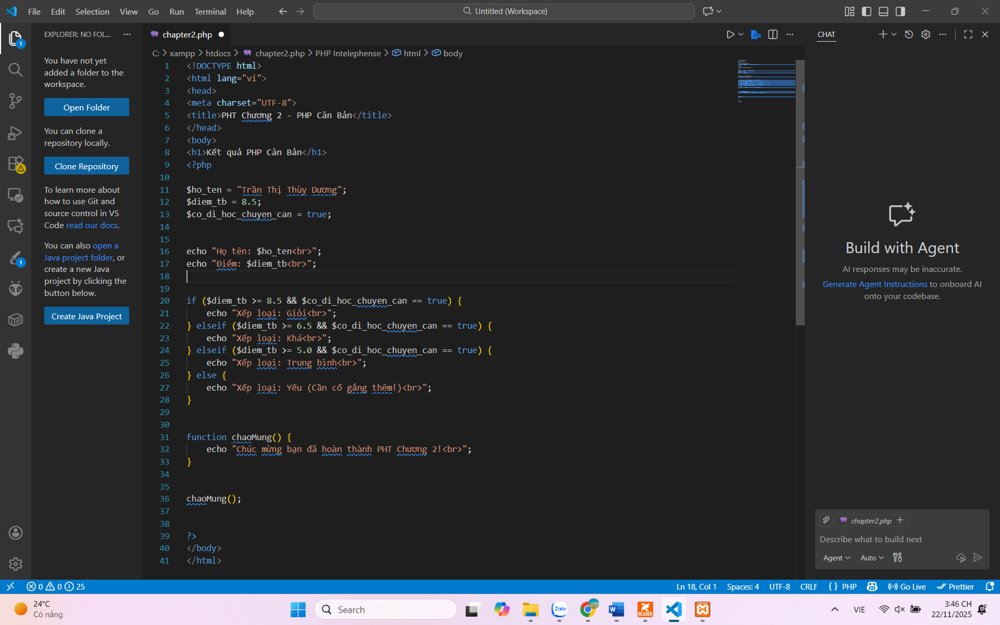 File Edit Selection View Go Run Terminal Help
Untitled (Workspace)
EXPLORER: NO FOL...
1
You have not yet
added a folder to the
workspace.
Open Folder
You can clone a
repository locally.
Clone Repository
To learn more about
how to use Git and
source control in VS
Code read our docs.
You can also open a
Java project folder, or
create a new Java
project by clicking the
button below.
Create Java Project
1
chapter2.php
C: > xampp > htdocs > chapter2.php > PHP Intelephense > html > body
1 <!DOCTYPE html>
2 <html lang="vi">
3 <head>
4 <meta charset="UTF-8">
5 <title>PHT Chương 2 - PHP Căn Bản</title>
6 </head>
7 <body>
8 <h1>Kết quả PHP Căn Bản</h1>
9 <?php
10
11 $ho_ten = "Trần Thị Thùy Dương";
12 $diem_tb = 8.5;
13 $co_di_hoc_chuyen_can = true;
14
15
16 echo "Họ tên: $ho_ten<br>";
17 echo "Điểm: $diem_tb<br>";
18
19
20 if ($diem_tb >= 8.5 && $co_di_hoc_chuyen_can == true) {
21 echo "Xếp loại: Giỏi<br>";
22 } elseif ($diem_tb >= 6.5 && $co_di_hoc_chuyen_can == true) {
23 echo "Xếp loại: Khá<br>";
24 } elseif ($diem_tb >= 5.0 && $co_di_hoc_chuyen_can == true) {
25 echo "Xếp loại: Trung bình<br>";
26 } else {
27 echo "Xếp loại: Yếu (Cần cố gắng thêm!)<br>";
28 }
29
30
31 function chaoMung() {
32 echo "Chúc mừng bạn đã hoàn thành PHT Chương 2!<br>";
33 }
34
35
36 chaoMung();
37
38
39 ?>
40 </body>
41 </html>
CHAT
Build with Agent
AI responses may be inaccurate.
Generate Agent Instructions to onboard AI
onto your codebase.
chapter2.php
Describe what to build next
Agent Auto
0 0 25
Ln 18, Col 1 Spaces: 4 UTF-8 CRLF { } PHP Go Live Prettier
24°C
Có nắng
Search
Zalo
READER
VIE
3:46 CH
22/11/2025